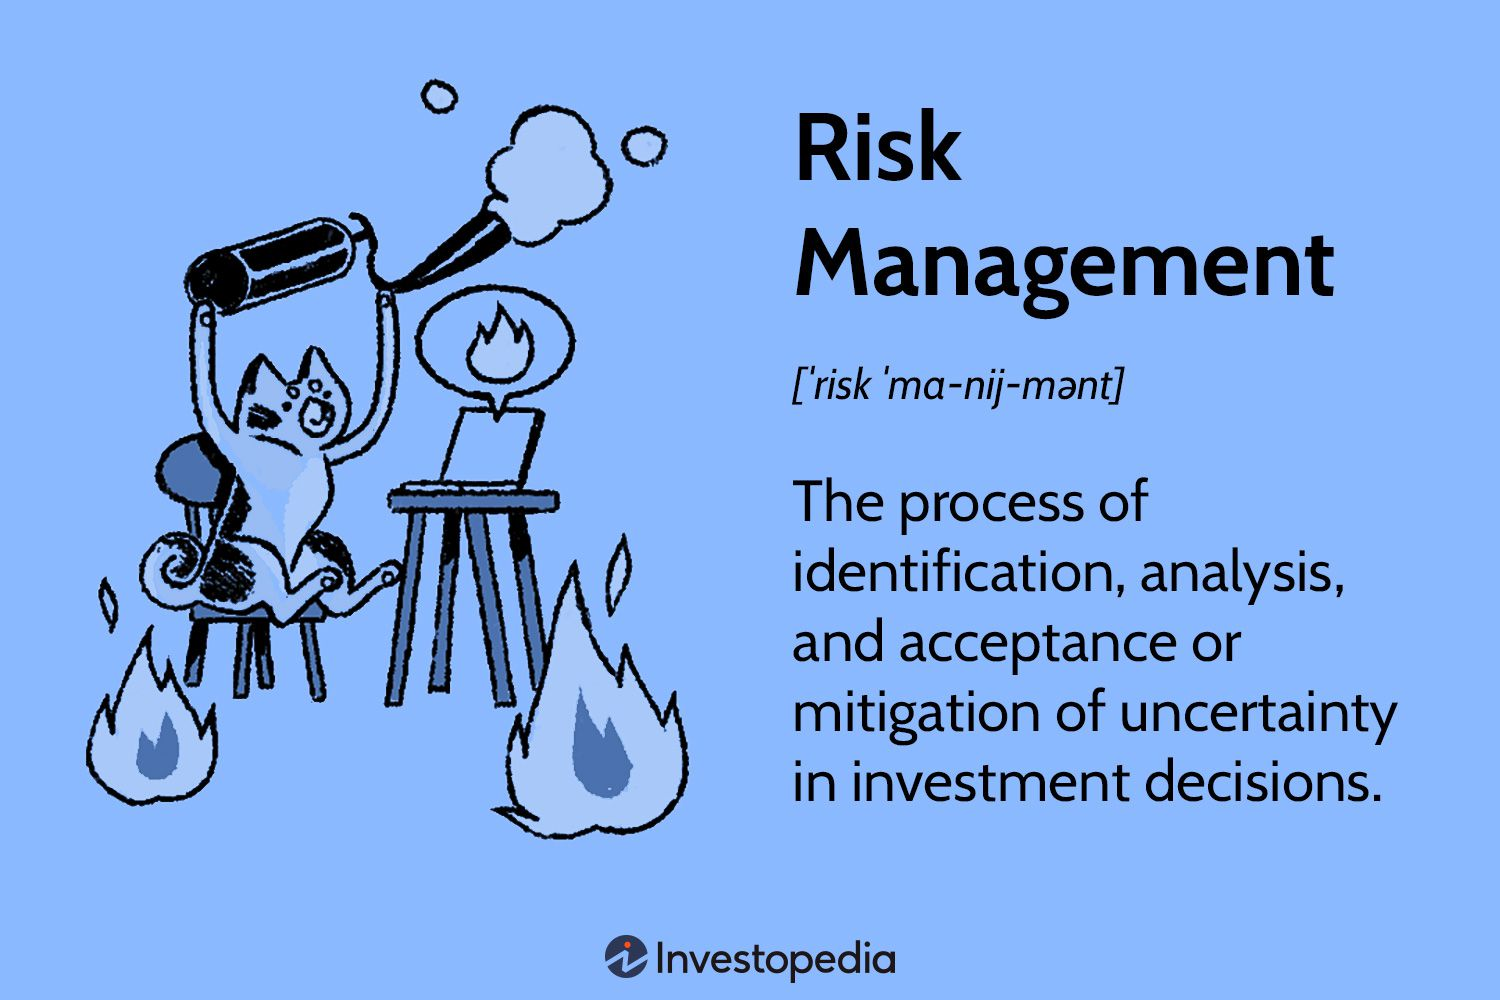 Risk
Management
[ˈrisk ˈma-nij-mənt]
The process of
identification, analysis,
and acceptance or
mitigation of uncertainty
in investment decisions.
Investopedia